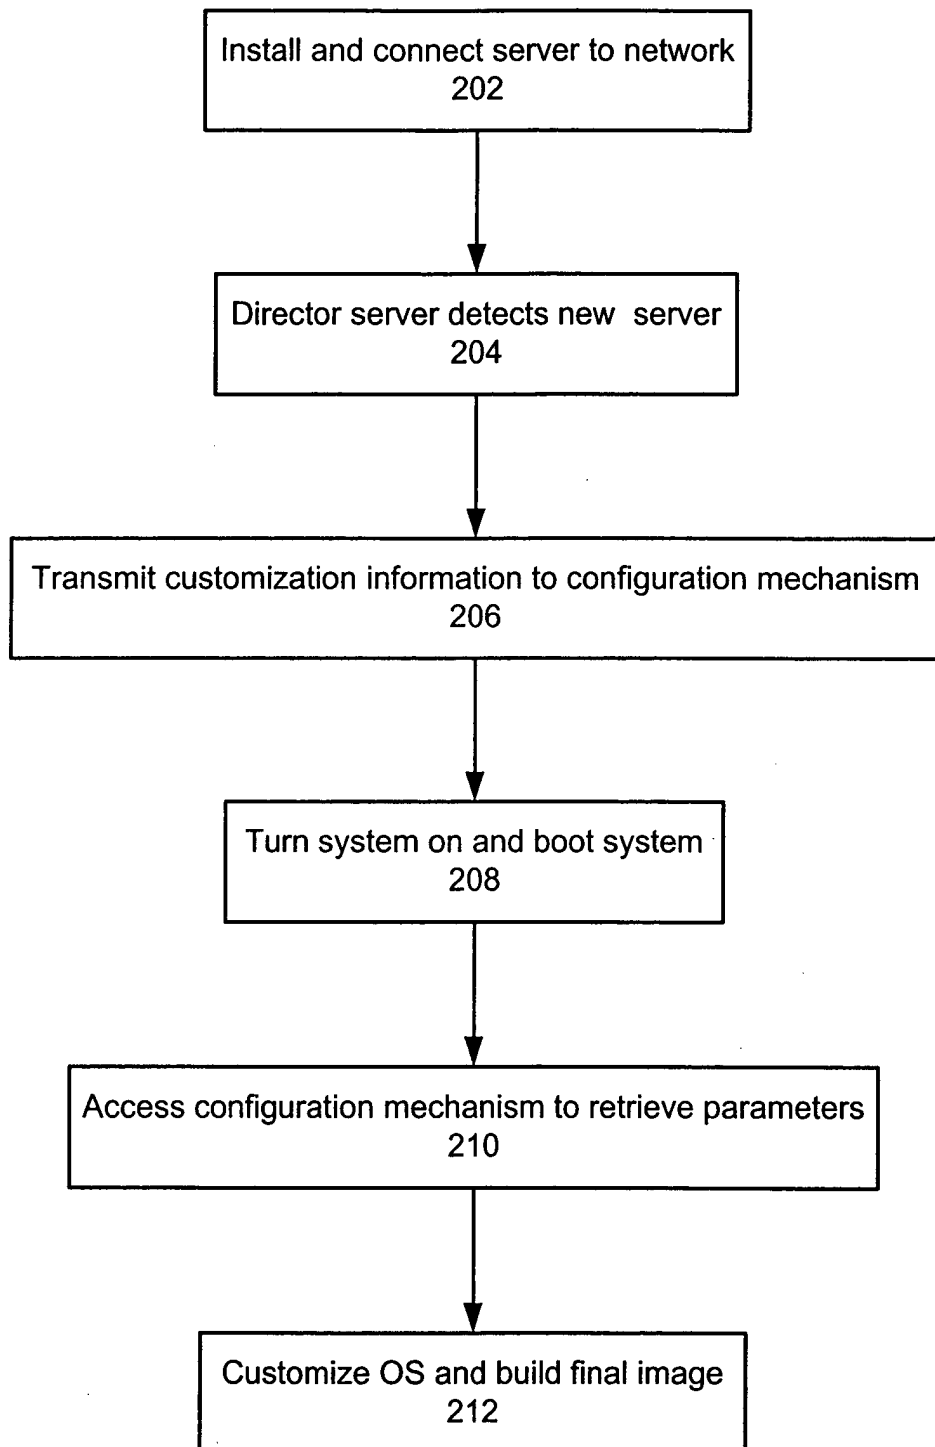 Install and connect server to network
202
Director server detects new server
204
Transmit customization information to configuration mechanism
206
Turn system on and boot system
208
Access configuration mechanism to retrieve parameters
210
Customize OS and build final image
212